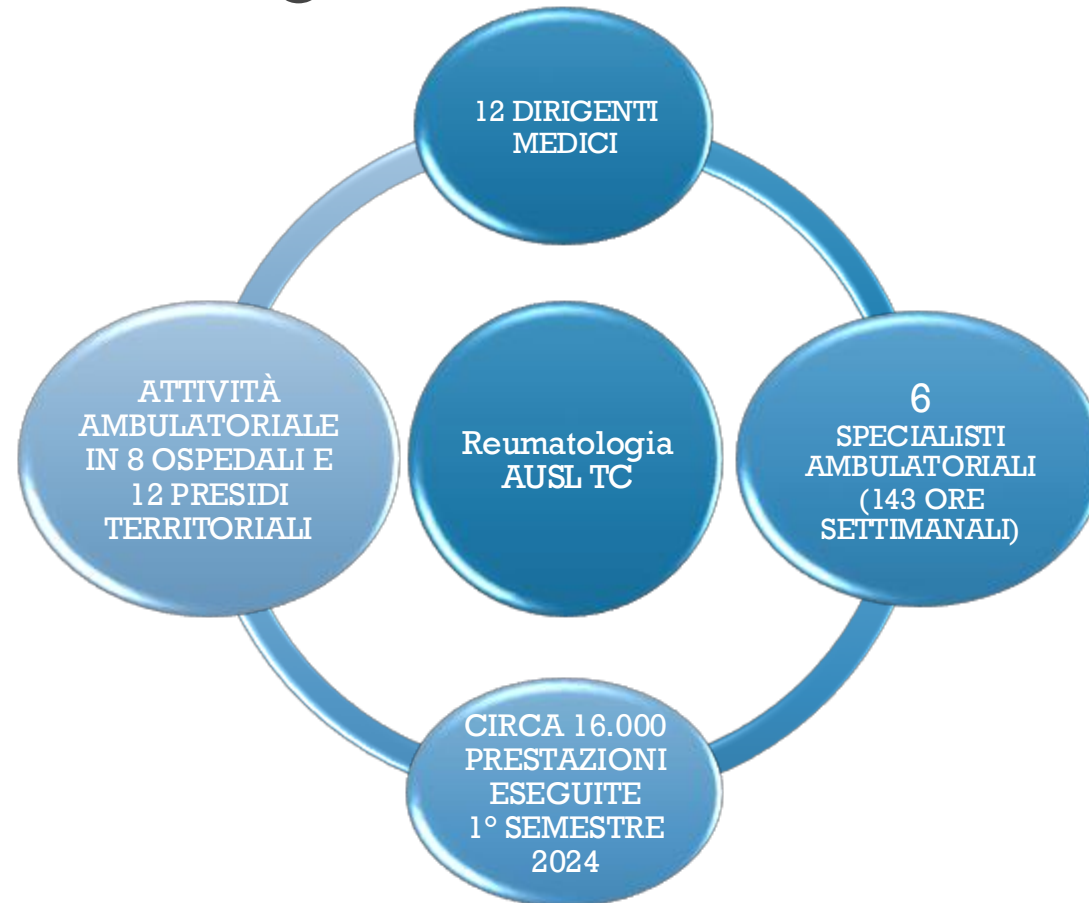 12 DIRIGENTI
MEDICI
6
SPECIALISTI
AMBULATORIALI
(143 ORE
SETTIMANALI)
CIRCA 16.000
PRESTAZIONI
ESEGUITE
1° SEMESTRE
2024
ATTIVITÀ
AMBULATORIALE
IN 8 OSPEDALI E
12 PRESIDI
TERRITORIALI
Reumatologia
AUSL TC